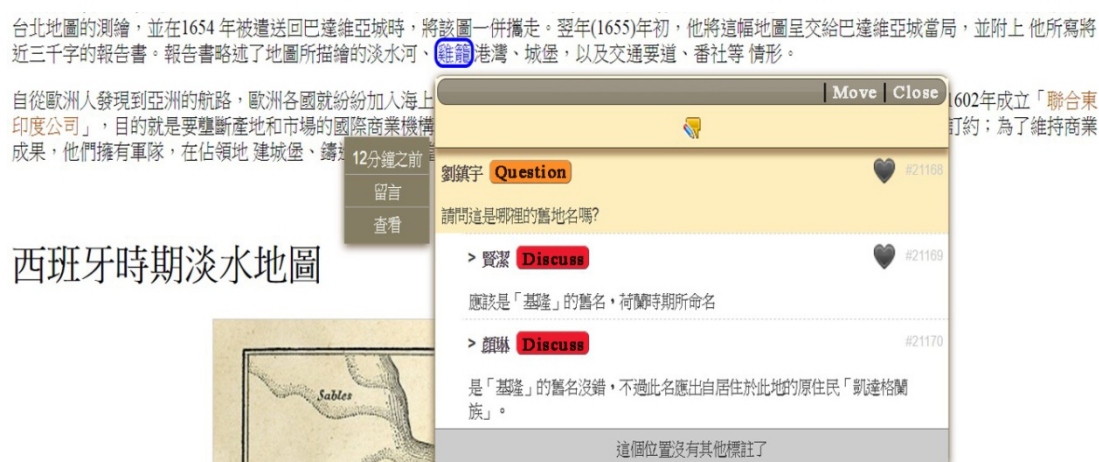 台北地圖的測繪,並在1654 年被遣送回巴達維亞城時,將該圖一併攜走。翌年(1655)年初,他將這幅地圖呈交給巴達維亞城當局,並附上 他所寫將
近三千字的報告書。報告書略述了地圖所描繪的淡水河、雞籠港灣、城堡,以及交通要道、番社等 情形。
自從歐洲人發現到亞洲的航路,歐洲各國就紛紛加入海上
1602年成立「聯合東
印度公司」,目的就是要壟斷產地和市場的國際商業機構
訂約;為了維持商業
成果,他們擁有軍隊,在佔領地 建城堡、鑄
12分鐘之前
留言
查看
Move
Close
劉鎮宇 Question
#21168
請問這是哪裡的舊地名嗎?
> 賢潔 Discuss
#21169
應該是「基隆」的舊名,荷蘭時期所命名
> 顏琳 Discuss
#21170
是「基隆」的舊名沒錯,不過此名應出自居住於此地的原住民「凱達格蘭
族」。
這個位置沒有其他標註了
西班牙時期淡水地圖
Sables